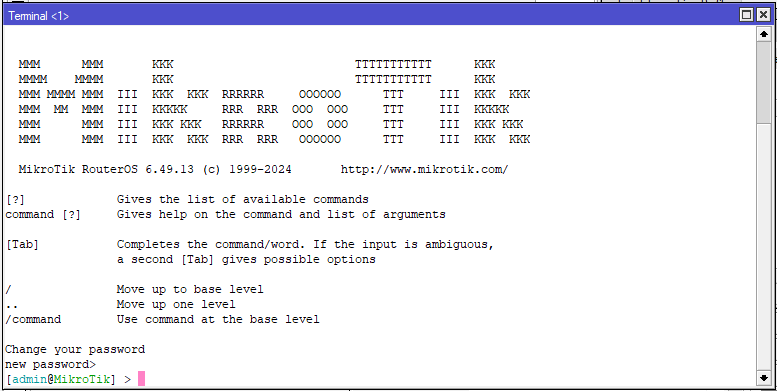 Terminal <1>
  MMM      MMM       KKK                          TTTTTTTTTTT      KKK
  MMMM    MMMM       KKK                          TTTTTTTTTTT      KKK
  MMM MMMM MMM  III  KKK  KKK  RRRRRR     OOOOOO      TTT     III  KKK  KKK
  MMM  MM  MMM  III  KKKKK     RRR  RRR  OOO  OOO     TTT     III  KKKKK
  MMM      MMM  III  KKK KKK   RRRRRR    OOO  OOO     TTT     III  KKK KKK
  MMM      MMM  III  KKK  KKK  RRR  RRR   OOOOOO      TTT     III  KKK  KKK
  MikroTik RouterOS 6.49.13 (c) 1999-2024       http://www.mikrotik.com/
[?]             Gives the list of available commands
command [?]     Gives help on the command and list of arguments
[Tab]           Completes the command/word. If the input is ambiguous,
                a second [Tab] gives possible options
/               Move up to base level
..              Move up one level
/command        Use command at the base level
Change your password
new password>
[admin@MikroTik] >